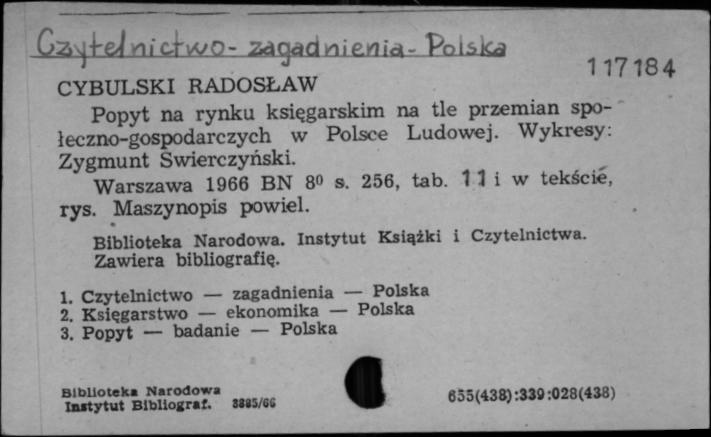 Czytelnictwo - zagadnienia - Polska
117184
CYBULSKI RADOSŁAW
Popyt na rynku księgarskim na tle przemian spo-
łeczno-gospodarczych w Polsce Ludowej. Wykresy:
Zygmunt Świerczyński.
Warszawa 1966 BN 8⁰ s. 256, tab. 11 i w tekście,
rys. Maszynopis powiel.
Biblioteka Narodowa. Instytut Książki i Czytelnictwa.
Zawiera bibliografię.
1. Czytelnictwo — zagadnienia — Polska
2. Księgarstwo — ekonomika — Polska
3. Popyt — badanie — Polska
Biblioteka Narodowa
Instytut Bibliograf. 3885/66
655(438):339:028(438)